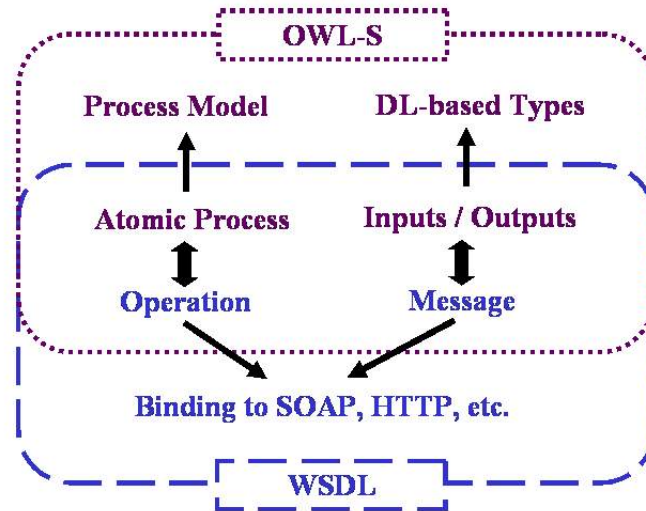 OWL-S
Process Model
DL-based Types
Atomic Process
Inputs / Outputs
Operation
Message
Binding to SOAP, HTTP, etc.
WSDL